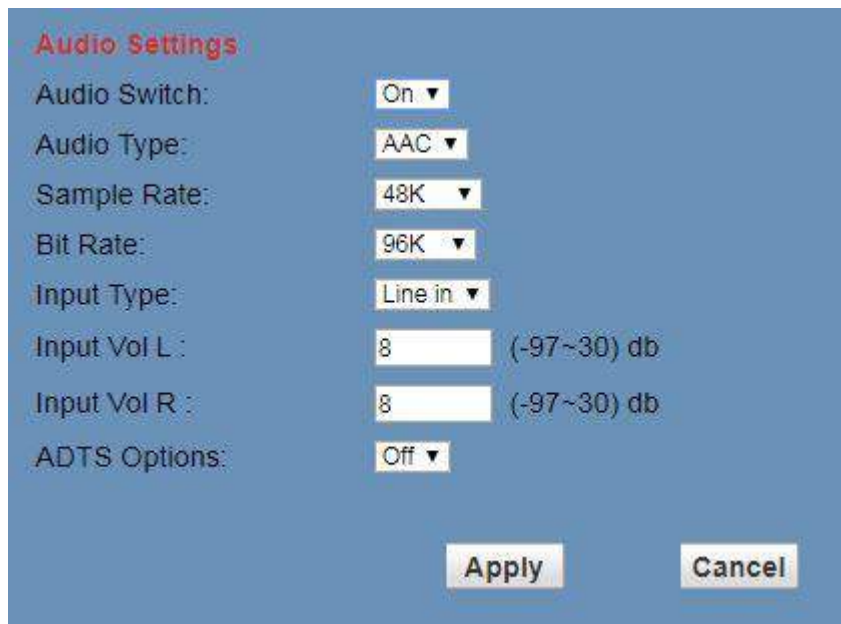 Audio Settings
Audio Switch: On ▼
Audio Type: AAC ▼
Sample Rate: 48K ▼
Bit Rate: 96K ▼
Input Type: Line in ▼
Input Vol L : 8 (-97~30) db
Input Vol R : 8 (-97~30) db
ADTS Options: Off ▼
Apply Cancel